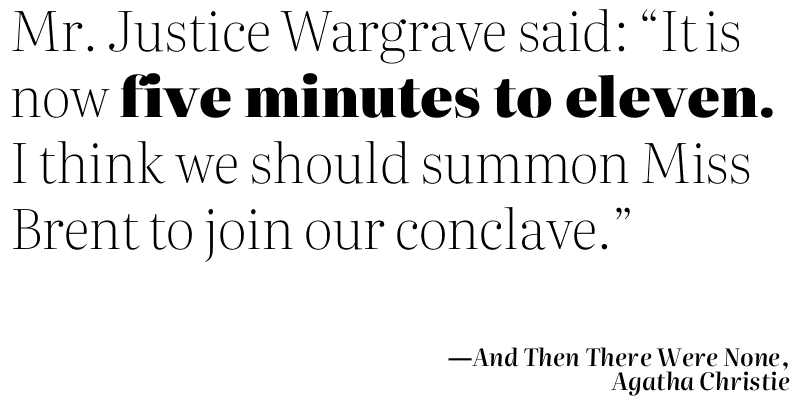 Mr. Justice Wargrave said: “It is
now five minutes to eleven.
I think we should summon Miss
Brent to join our conclave.”
—And Then There Were None,
Agatha Christie